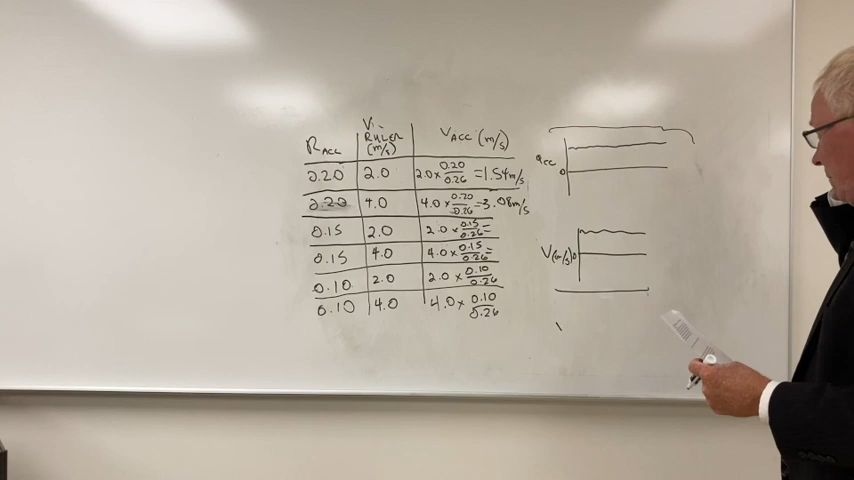 R ACC | Vi RULER (m/s) | V ACC (m/s)
0.20 | 2.0 | 2.0 x 0.20/0.26 = 1.54 m/s
0.20 | 4.0 | 4.0 x 0.20/0.26 = 3.08 m/s
0.15 | 2.0 | 2.0 x 0.15/0.26 =
0.15 | 4.0 | 4.0 x 0.15/0.26 =
0.10 | 2.0 | 2.0 x 0.10/0.26
0.10 | 4.0 | 4.0 x 0.10/0.26
acc
0
V(m/s) 0